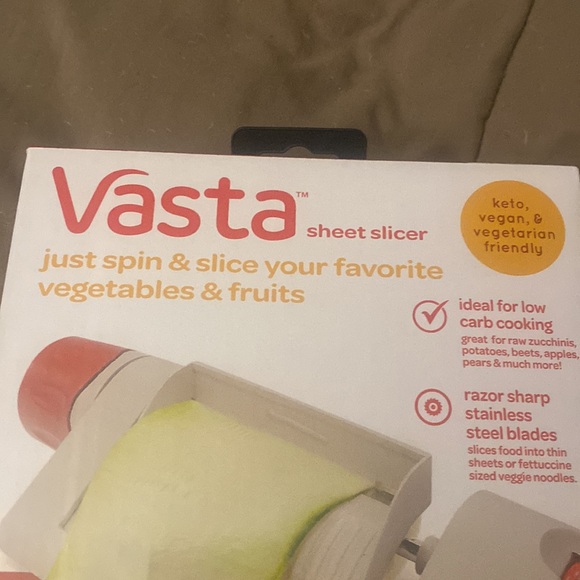 Vasta™ sheet slicer
just spin & slice your favorite
vegetables & fruits
keto,
vegan, &
vegetarian
friendly
ideal for low
carb cooking
great for raw zucchinis,
potatoes, beets, apples,
pears & much more!
razor sharp
stainless
steel blades
slices food into thin
sheets or fettuccine
sized veggie noodles.